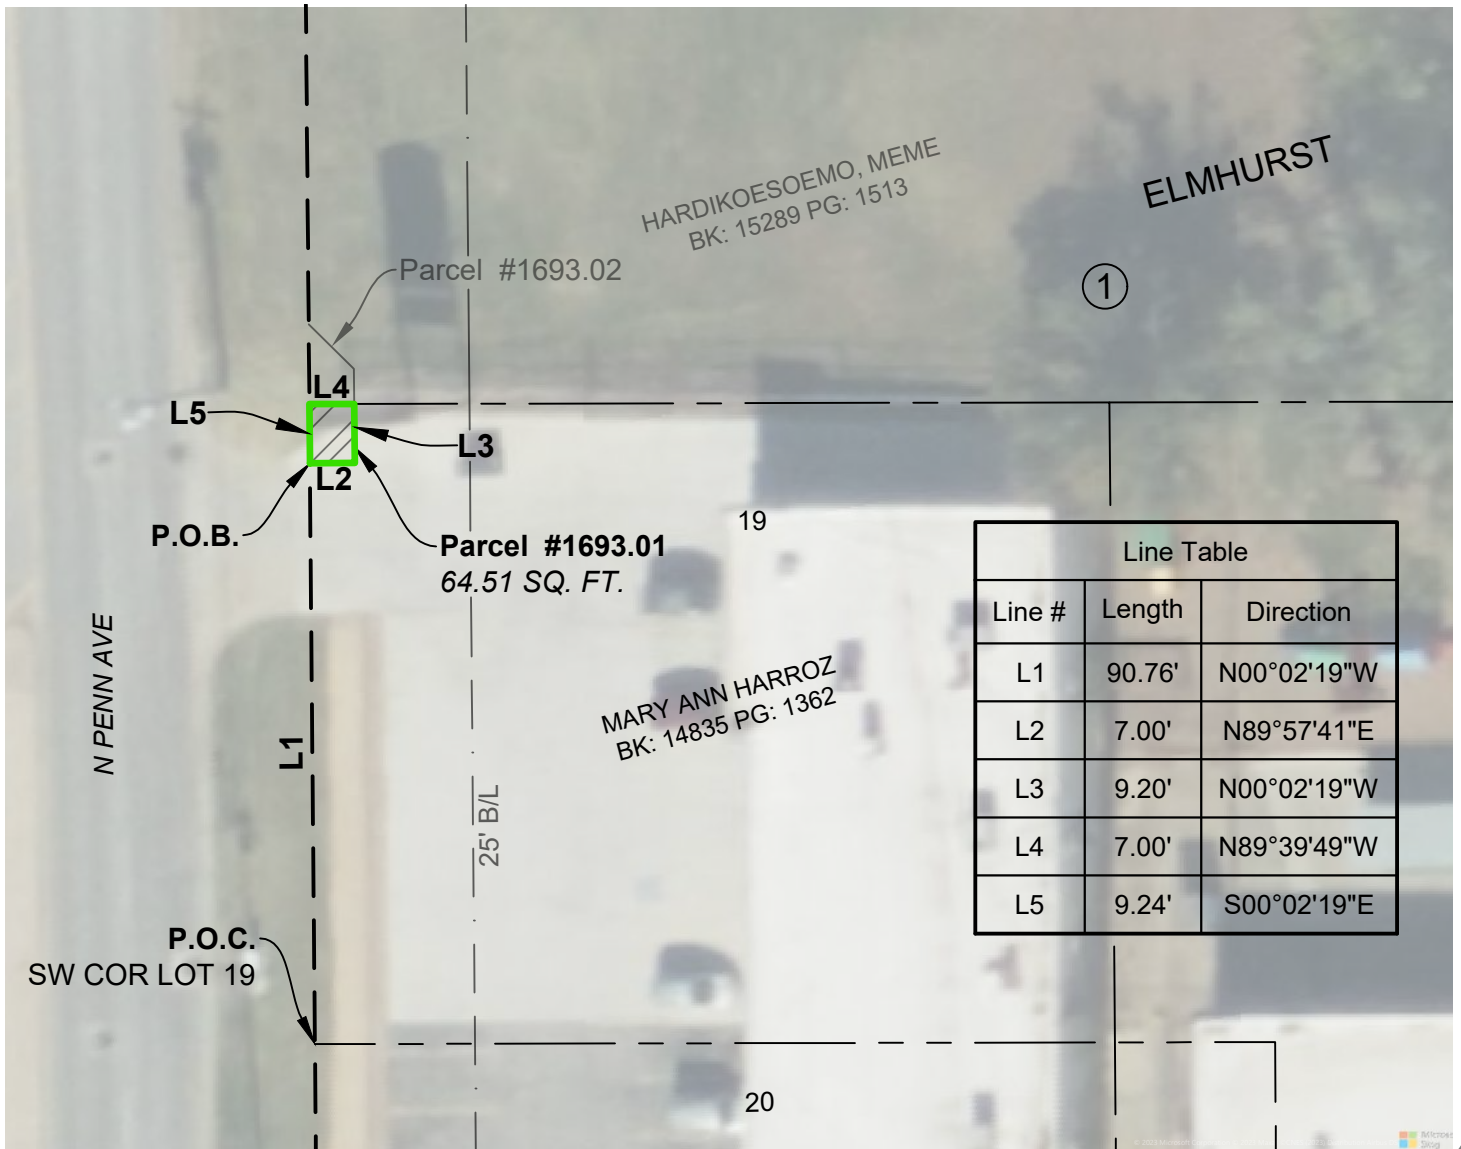 HARDIKOESOEMO, MEME
BK: 15289 PG: 1513
ELMHURST
1
Parcel #1693.02
L4
L5
L3
L2
P.O.B.
Parcel #1693.01
64.51 SQ. FT.
19
N PENN AVE
L1
MARY ANN HARROZ
BK: 14835 PG: 1362
25' B/L
Line Table
Line # Length Direction
L1 90.76' N00°02'19"W
L2 7.00' N89°57'41"E
L3 9.20' N00°02'19"W
L4 7.00' N89°39'49"W
L5 9.24' S00°02'19"E
P.O.C.
SW COR LOT 19
20